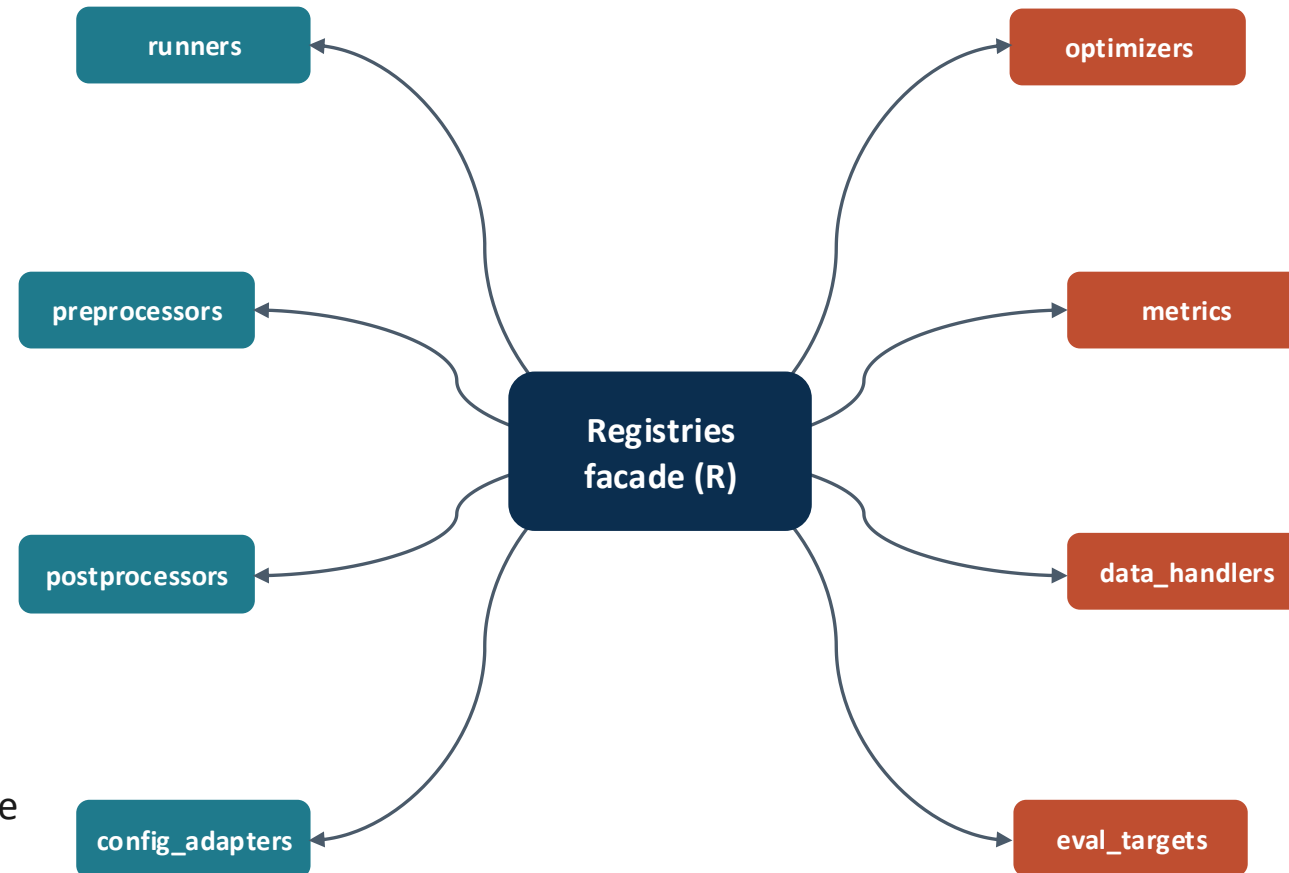 runners
optimizers
preprocessors
metrics
Registries
facade (R)
postprocessors
data_handlers
e
config_adapters
eval_targets